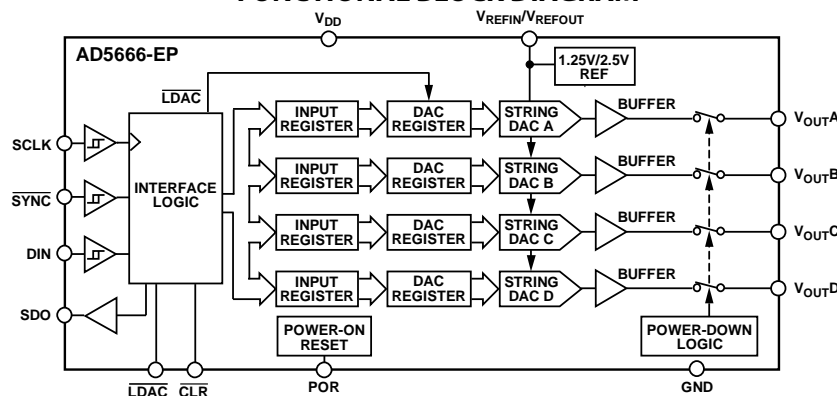 FUNCTIONAL BLOCK DIAGRAM
VDD
VREFIN/VREFOUT
AD5666-EP
1.25V/2.5V
REF
LDAC
INPUT
REGISTER
DAC
REGISTER
STRING
DAC A
BUFFER
VOUTA
SCLK
INTERFACE
LOGIC
INPUT
REGISTER
DAC
REGISTER
STRING
DAC B
BUFFER
VOUTB
SYNC
INPUT
REGISTER
DAC
REGISTER
STRING
DAC C
BUFFER
VOUTC
DIN
INPUT
REGISTER
DAC
REGISTER
STRING
DAC D
BUFFER
VOUTD
SDO
POWER-ON
RESET
POWER-DOWN
LOGIC
LDAC
CLR
POR
GND